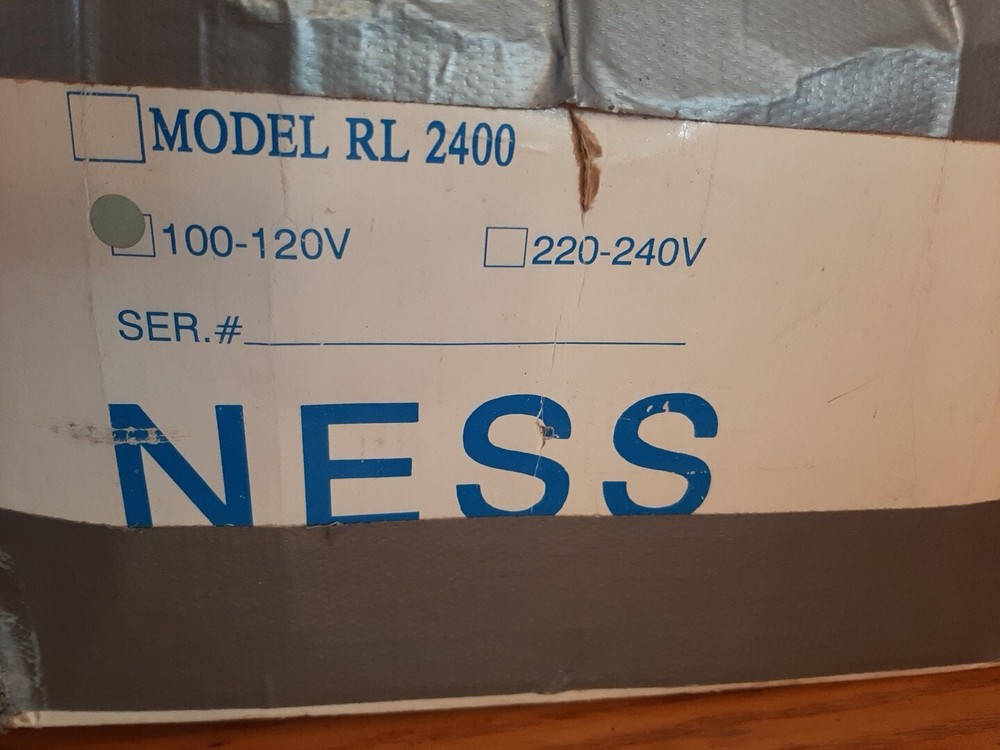 MODEL RL 2400
100-120V 220-240V
SER.#
NESS